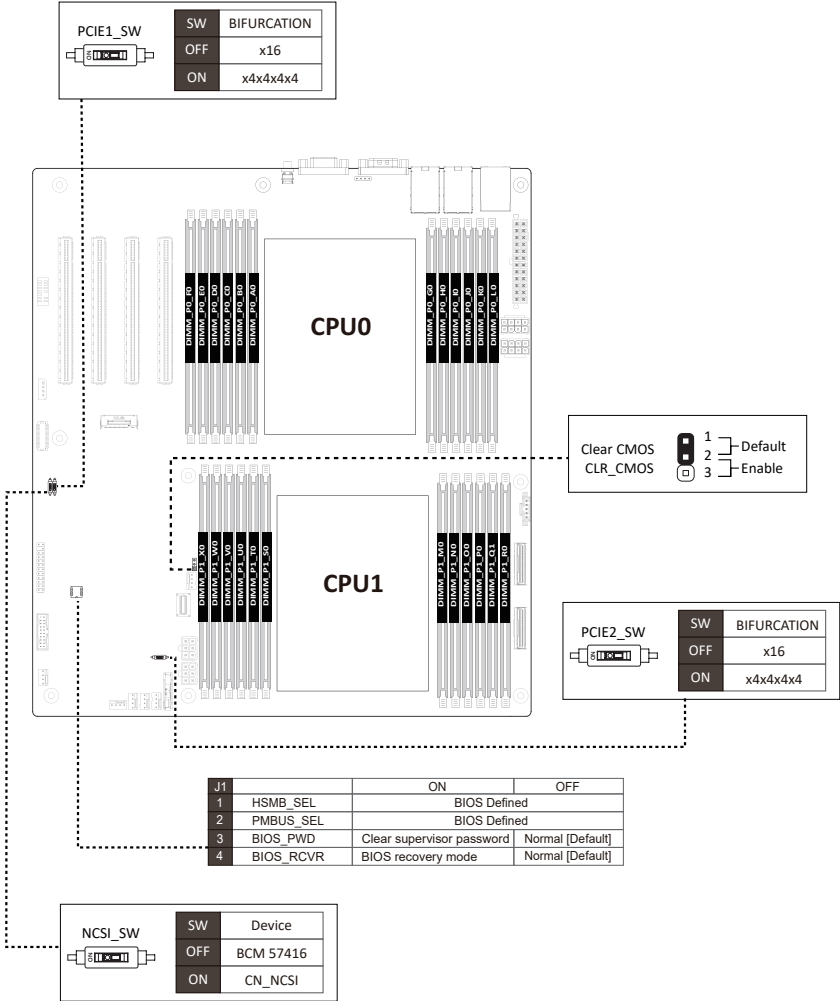 PCIE1_SW
ON
SW BIFURCATION
OFF x16
ON x4x4x4x4
DIMM_P0_F0
DIMM_P0_E0
DIMM_P0_D0
DIMM_P0_C0
DIMM_P0_B0
DIMM_P0_A0
CPU0
DIMM_P0_G0
DIMM_P0_H0
DIMM_P0_I0
DIMM_P0_J0
DIMM_P0_K0
DIMM_P0_L0
Clear CMOS
CLR_CMOS
1
2
3
Default
Enable
DIMM_P1_X0
DIMM_P1_W0
DIMM_P1_V0
DIMM_P1_U0
DIMM_P1_T0
DIMM_P1_S0
CPU1
DIMM_P1_M0
DIMM_P1_N0
DIMM_P1_O0
DIMM_P1_P0
DIMM_P1_Q1
DIMM_P1_R0
PCIE2_SW
ON
SW BIFURCATION
OFF x16
ON x4x4x4x4
J1 ON OFF
1 HSMB_SEL BIOS Defined
2 PMBUS_SEL BIOS Defined
3 BIOS_PWD Clear supervisor password Normal [Default]
4 BIOS_RCVR BIOS recovery mode Normal [Default]
NCSI_SW
ON
SW Device
OFF BCM 57416
ON CN_NCSI